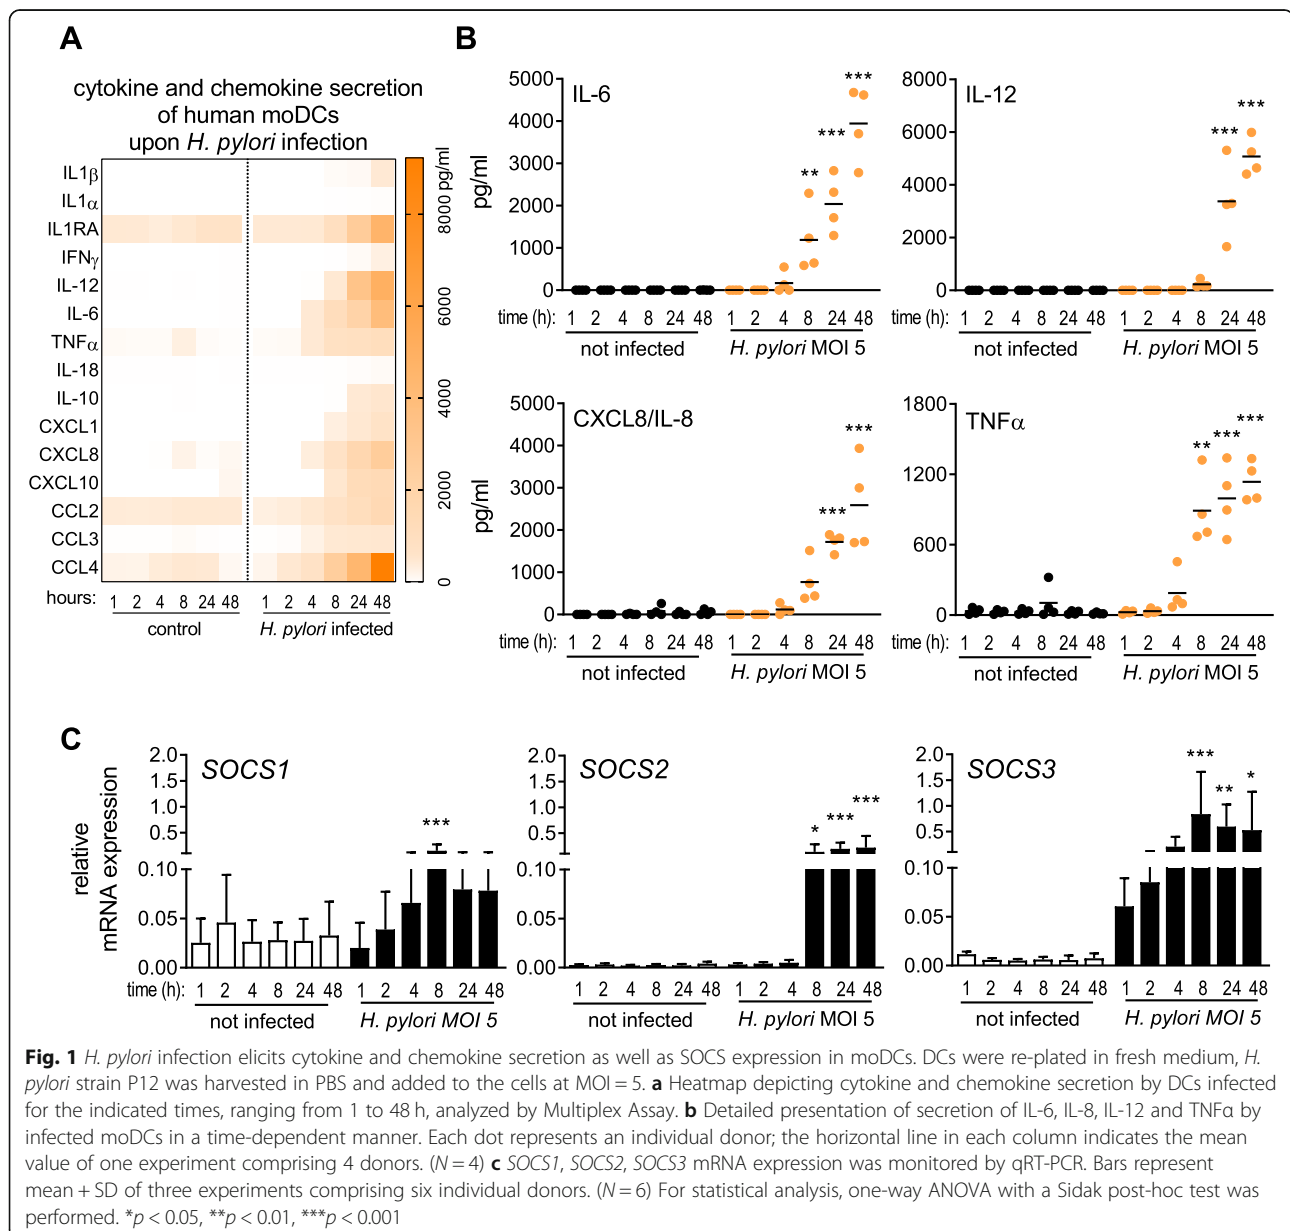 A
cytokine and chemokine secretion
of human moDCs
upon H. pylori infection
IL1β
IL1α
IL1RA
IFNγ
IL-12
IL-6
TNFα
IL-18
IL-10
CXCL1
CXCL8
CXCL10
CCL2
CCL3
CCL4
hours: 1 2 4 8 24 48 1 2 4 8 24 48
control H. pylori infected
8000 pg/ml
6000
4000
2000
0
B
IL-6
pg/ml
5000
4000
3000
2000
1000
0
** *** ***
time (h): 1 2 4 8 24 48 1 2 4 8 24 48
not infected H. pylori MOI 5
IL-12
8000
6000
4000
2000
0
*** ***
time (h): 1 2 4 8 24 48 1 2 4 8 24 48
not infected H. pylori MOI 5
CXCL8/IL-8
pg/ml
5000
4000
3000
2000
1000
0
*** ***
time (h): 1 2 4 8 24 48 1 2 4 8 24 48
not infected H. pylori MOI 5
TNFα
1800
1200
600
0
** *** ***
time (h): 1 2 4 8 24 48 1 2 4 8 24 48
not infected H. pylori MOI 5
C
relative
mRNA expression
SOCS1
2.0
1.5
1.0
0.5
0.10
0.05
0.00
***
time (h): 1 2 4 8 24 48 1 2 4 8 24 48
not infected H. pylori MOI 5
SOCS2
2.0
1.5
1.0
0.5
0.10
0.05
0.00
* *** ***
1 2 4 8 24 48 1 2 4 8 24 48
not infected H. pylori MOI 5
SOCS3
2.0
1.5
1.0
0.5
0.10
0.05
0.00
*** ** *
1 2 4 8 24 48 1 2 4 8 24 48
not infected H. pylori MOI 5
Fig. 1 H. pylori infection elicits cytokine and chemokine secretion as well as SOCS expression in moDCs. DCs were re-plated in fresh medium, H.
pylori strain P12 was harvested in PBS and added to the cells at MOI = 5. a Heatmap depicting cytokine and chemokine secretion by DCs infected
for the indicated times, ranging from 1 to 48 h, analyzed by Multiplex Assay. b Detailed presentation of secretion of IL-6, IL-8, IL-12 and TNFα by
infected moDCs in a time-dependent manner. Each dot represents an individual donor; the horizontal line in each column indicates the mean
value of one experiment comprising 4 donors. (N = 4) c SOCS1, SOCS2, SOCS3 mRNA expression was monitored by qRT-PCR. Bars represent
mean + SD of three experiments comprising six individual donors. (N = 6) For statistical analysis, one-way ANOVA with a Sidak post-hoc test was
performed. *p < 0.05, **p < 0.01, ***p < 0.001